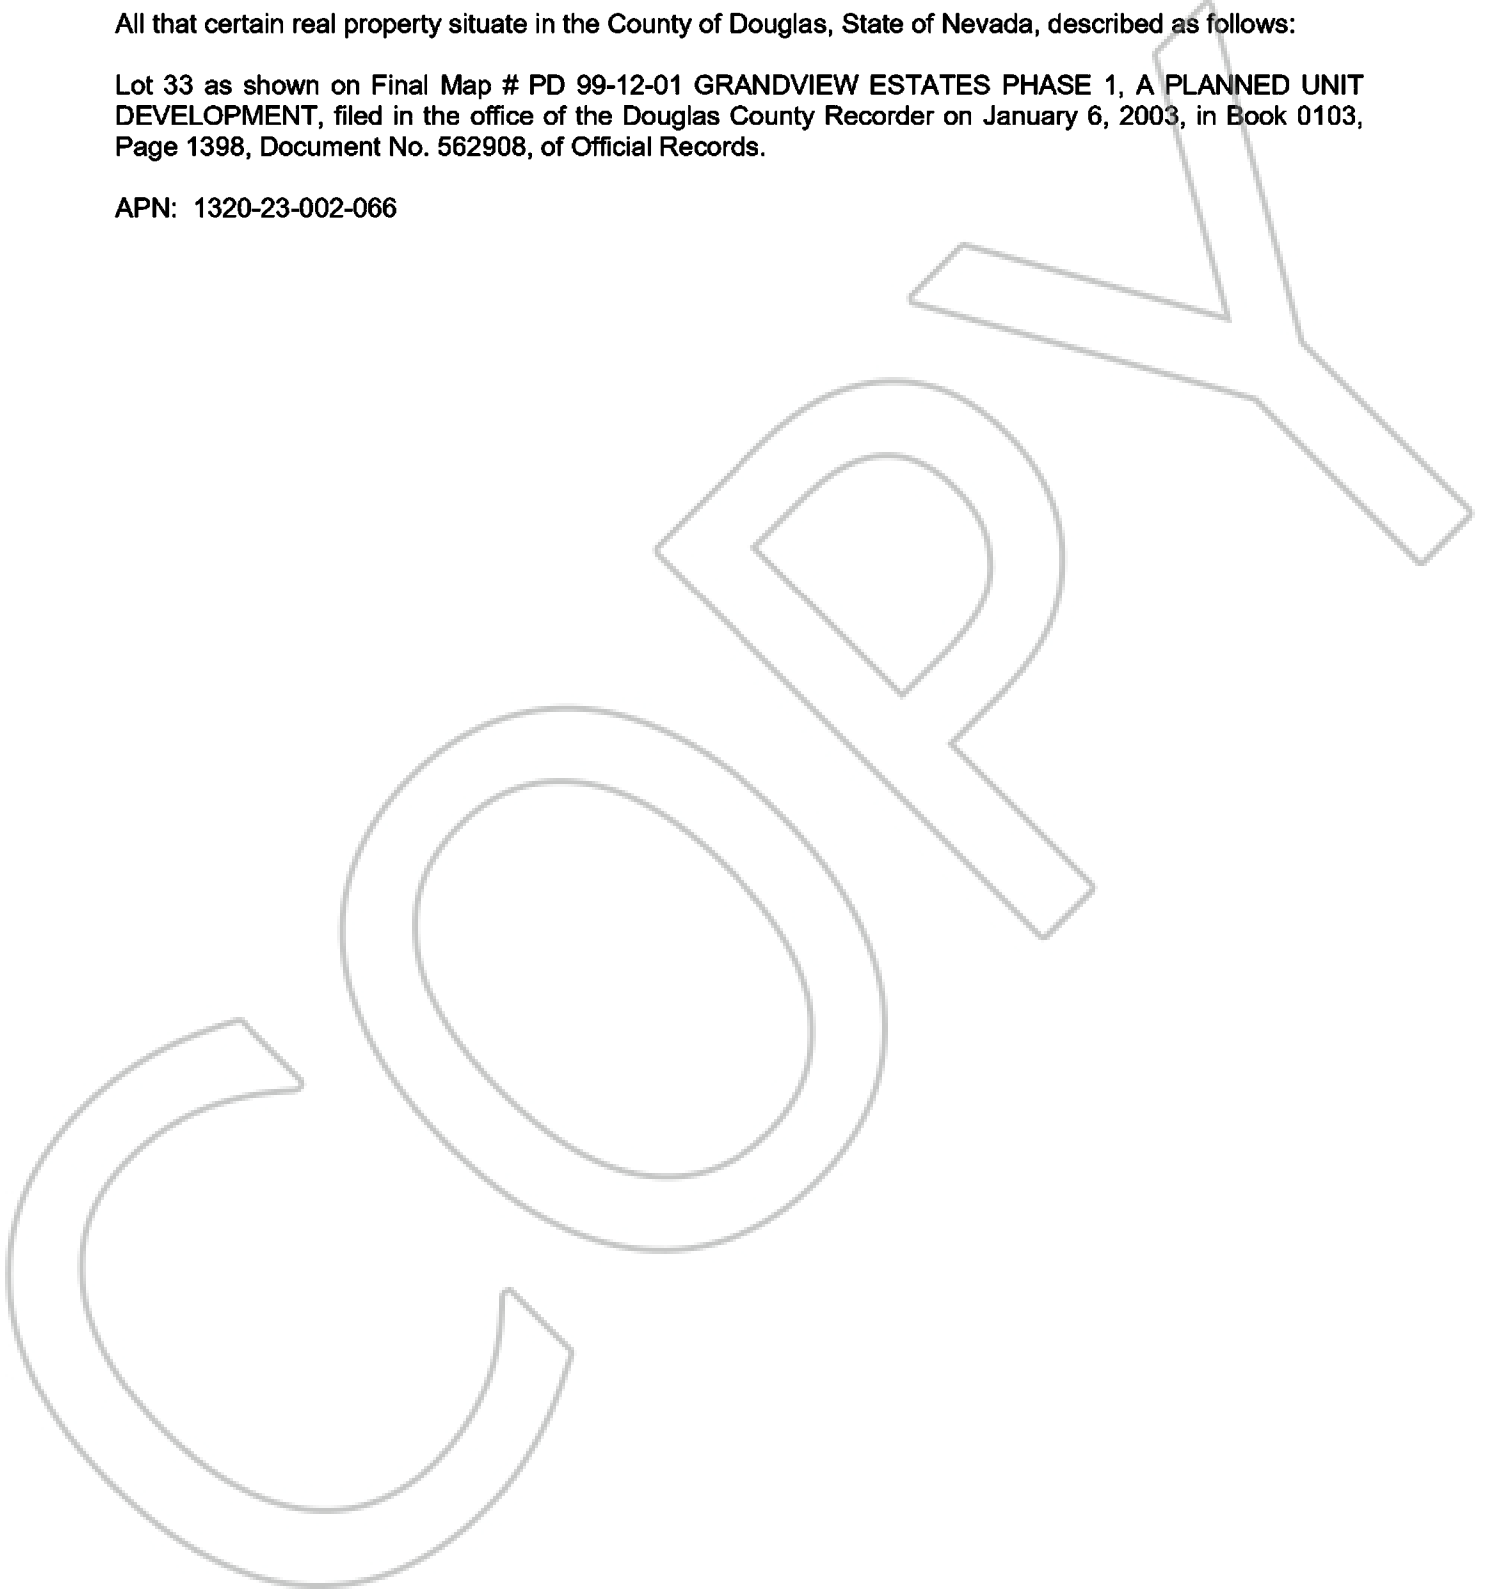 All that certain real property situate in the County of Douglas, State of Nevada, described as follows:
Lot 33 as shown on Final Map # PD 99-12-01 GRANDVIEW ESTATES PHASE 1, A PLANNED UNIT
DEVELOPMENT, filed in the office of the Douglas County Recorder on January 6, 2003, in Book 0103,
Page 1398, Document No. 562908, of Official Records.
APN: 1320-23-002-066
COPY